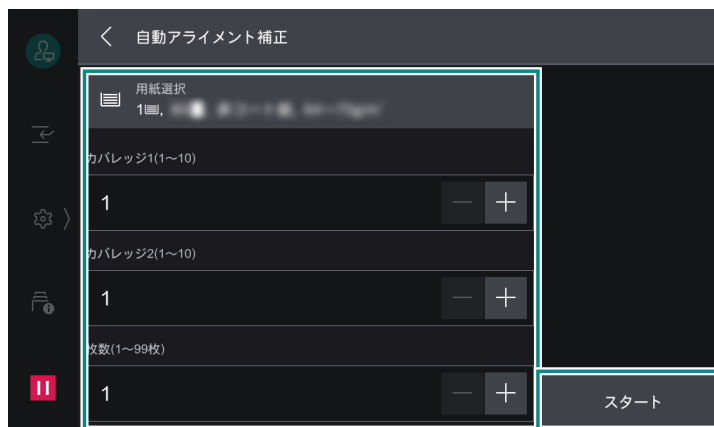 自動アライメント補正
用紙選択
1
カバレッジ1(1～10)
1
カバレッジ2(1～10)
1
枚数(1～99枚)
1
スタート